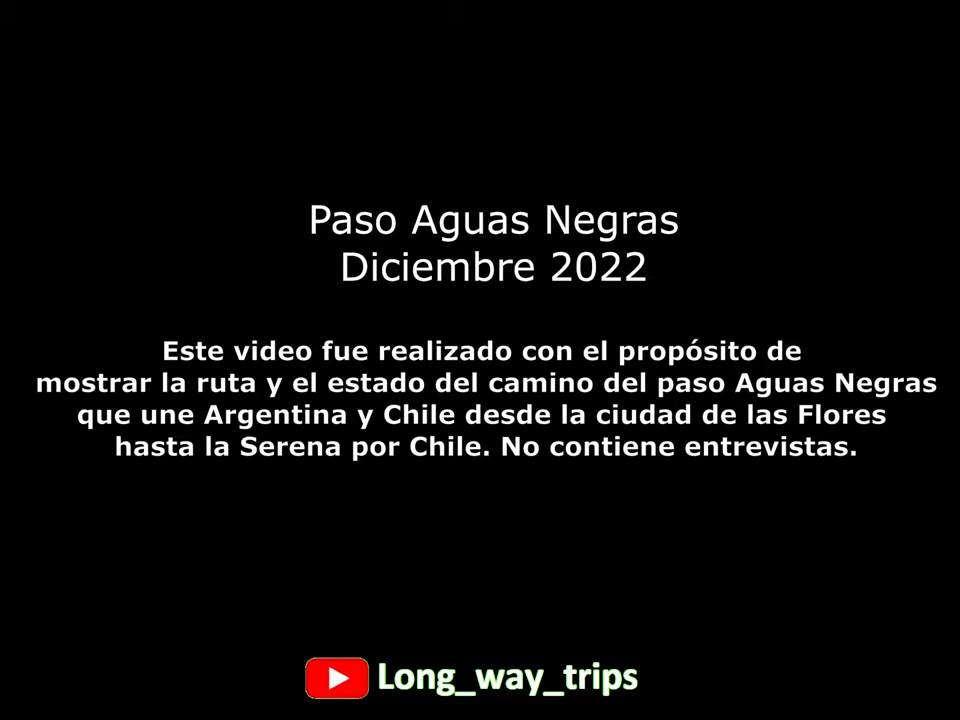 Paso Aguas Negras
Diciembre 2022
Este video fue realizado con el propósito de
mostrar la ruta y el estado del camino del paso Aguas Negras
que une Argentina y Chile desde la ciudad de las Flores
hasta la Serena por Chile. No contiene entrevistas.
Long_way_trips